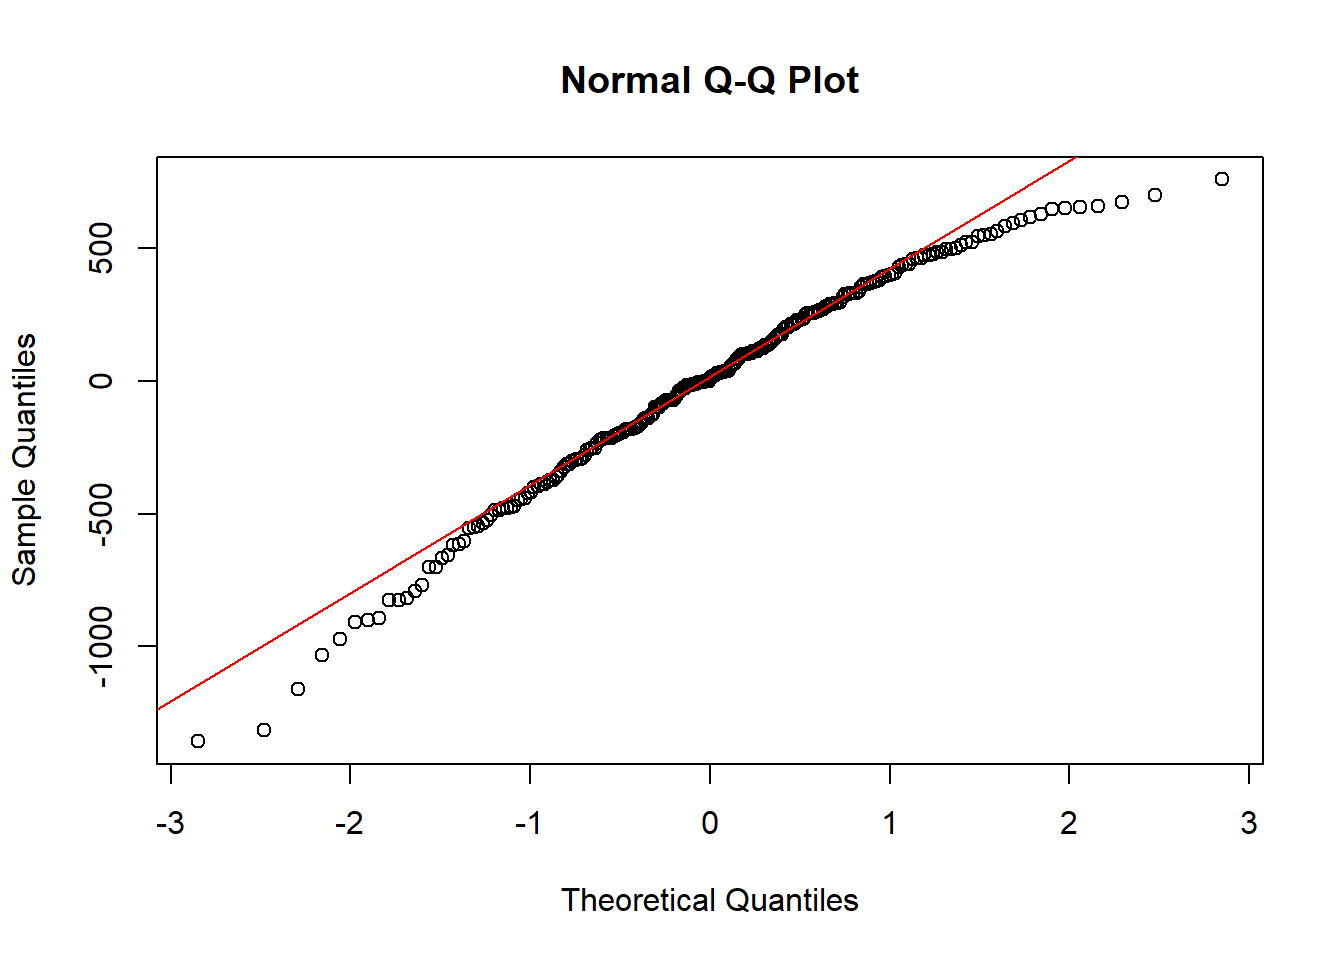 Normal Q-Q Plot
Sample Quantiles
500
0
-500
-1000
-3 -2 -1 0 1 2 3
Theoretical Quantiles